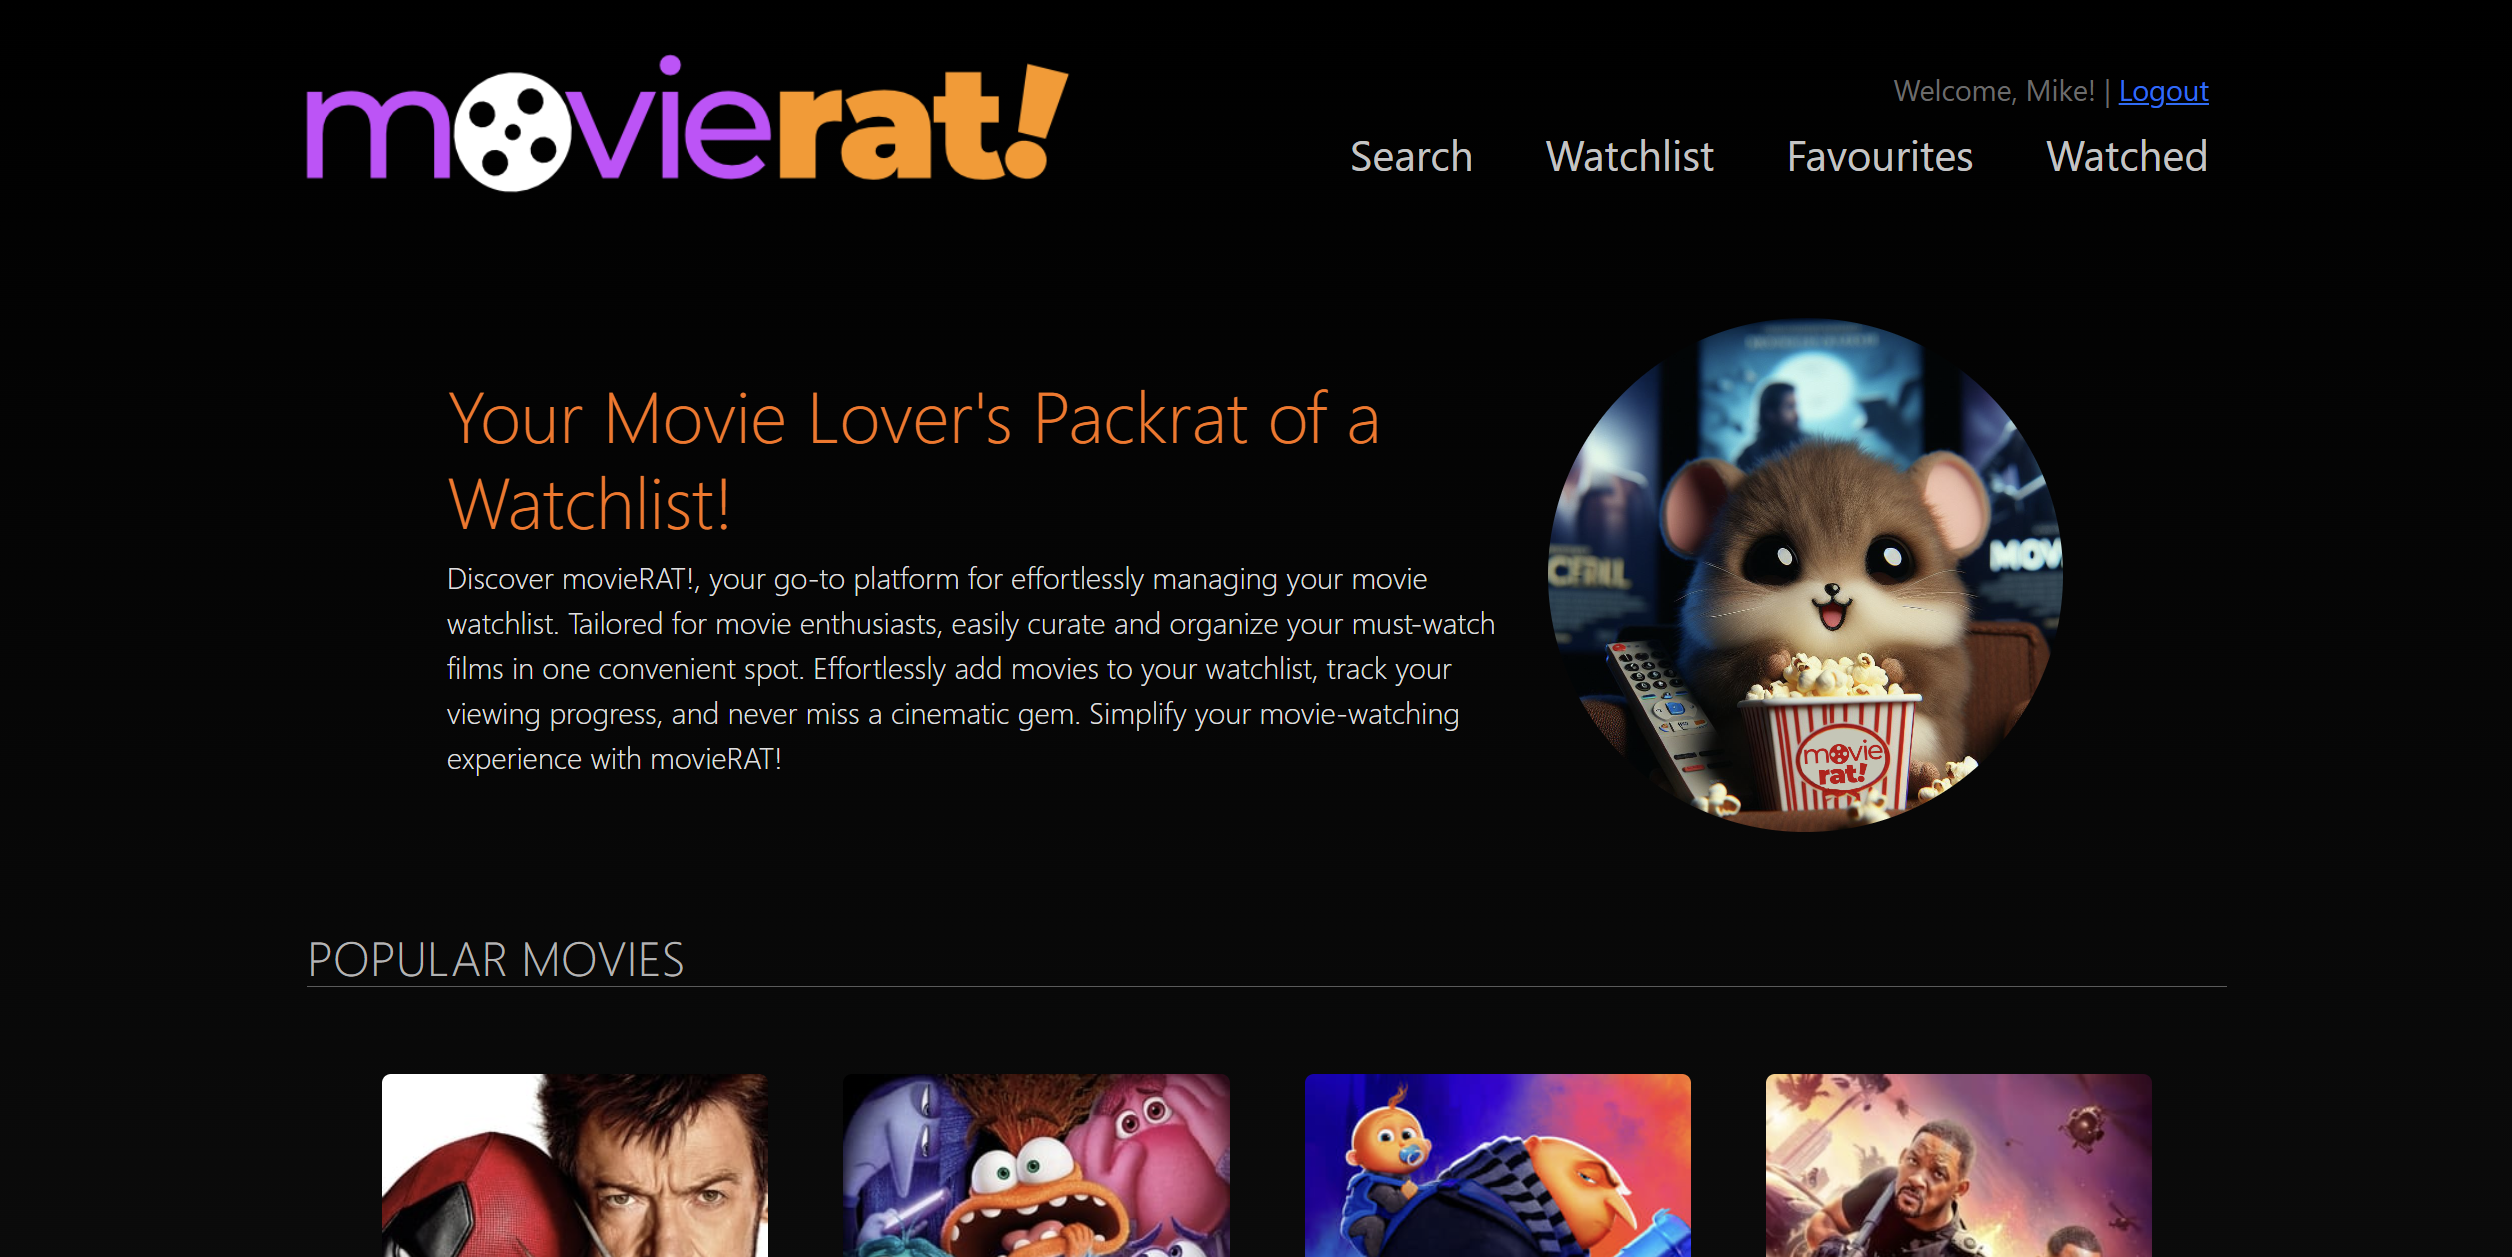 movierat!
Welcome, Mike! | Logout
Search Watchlist Favourites Watched
Your Movie Lover's Packrat of a
Watchlist!
Discover movieRAT!, your go-to platform for effortlessly managing your movie
watchlist. Tailored for movie enthusiasts, easily curate and organize your must-watch
films in one convenient spot. Effortlessly add movies to your watchlist, track your
viewing progress, and never miss a cinematic gem. Simplify your movie-watching
experience with movieRAT!
MOV
movie
rat!
POPULAR MOVIES